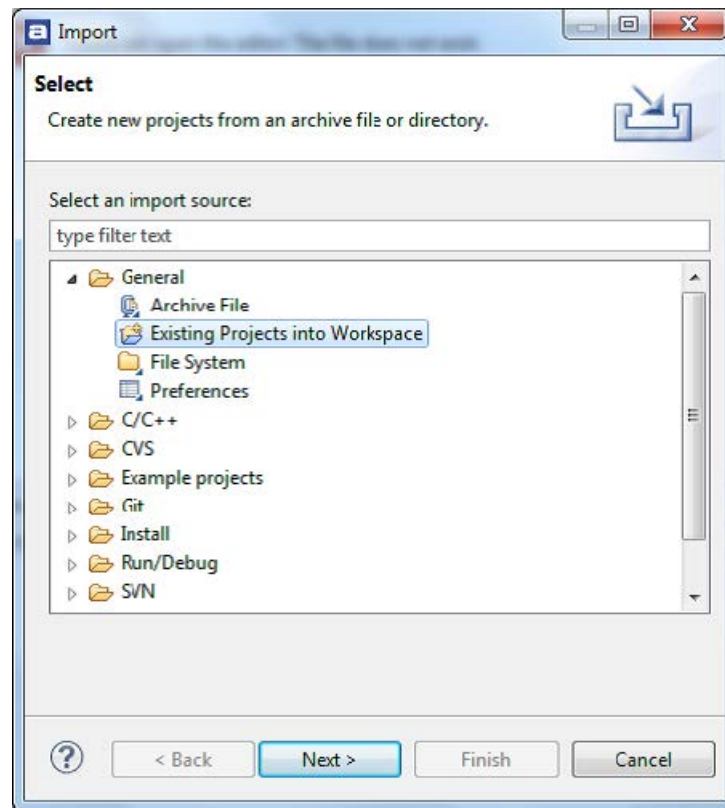 Import
Select
Create new projects from an archive file or directory.
Select an import source:
type filter text
General
Archive File
Existing Projects into Workspace
File System
Preferences
C/C++
CVS
Example projects
Git
Install
Run/Debug
SVN
? < Back Next > Finish Cancel